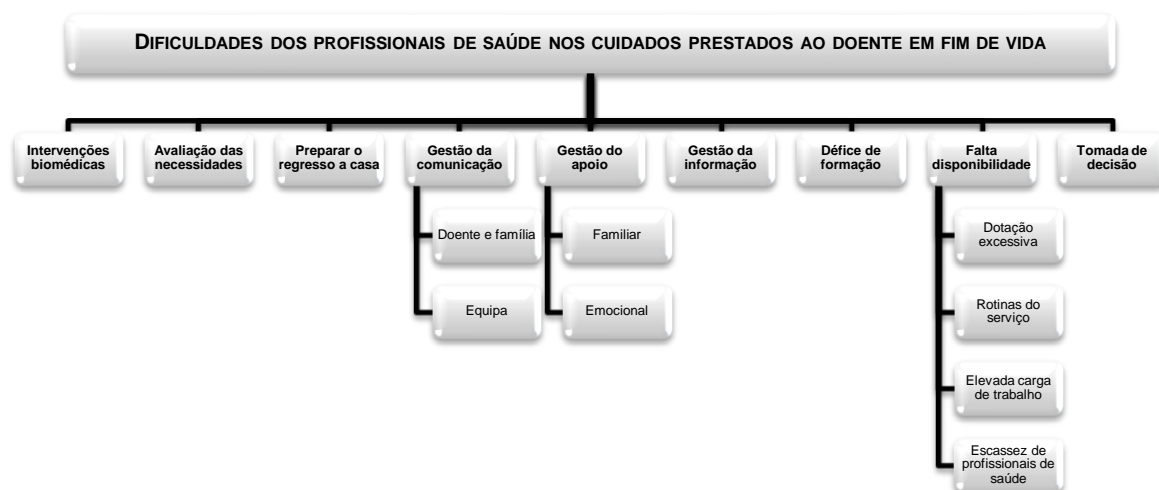 DIFICULDADES DOS PROFISSIONAIS DE SAÚDE NOS CUIDADOS PRESTADOS AO DOENTE EM FIM DE VIDA
Intervenções
biomédicas
Avaliação das
necessidades
Preparar o
regresso a casa
Gestão da
comunicação
Doente e família
Equipa
Gestão do
apoio
Familiar
Emocional
Gestão da
informação
Défice de
formação
Falta
disponibilidade
Dotação
excessiva
Rotinas do
serviço
Elevada carga
de trabalho
Escassez de
profissionais de
saúde
Tomada de
decisão